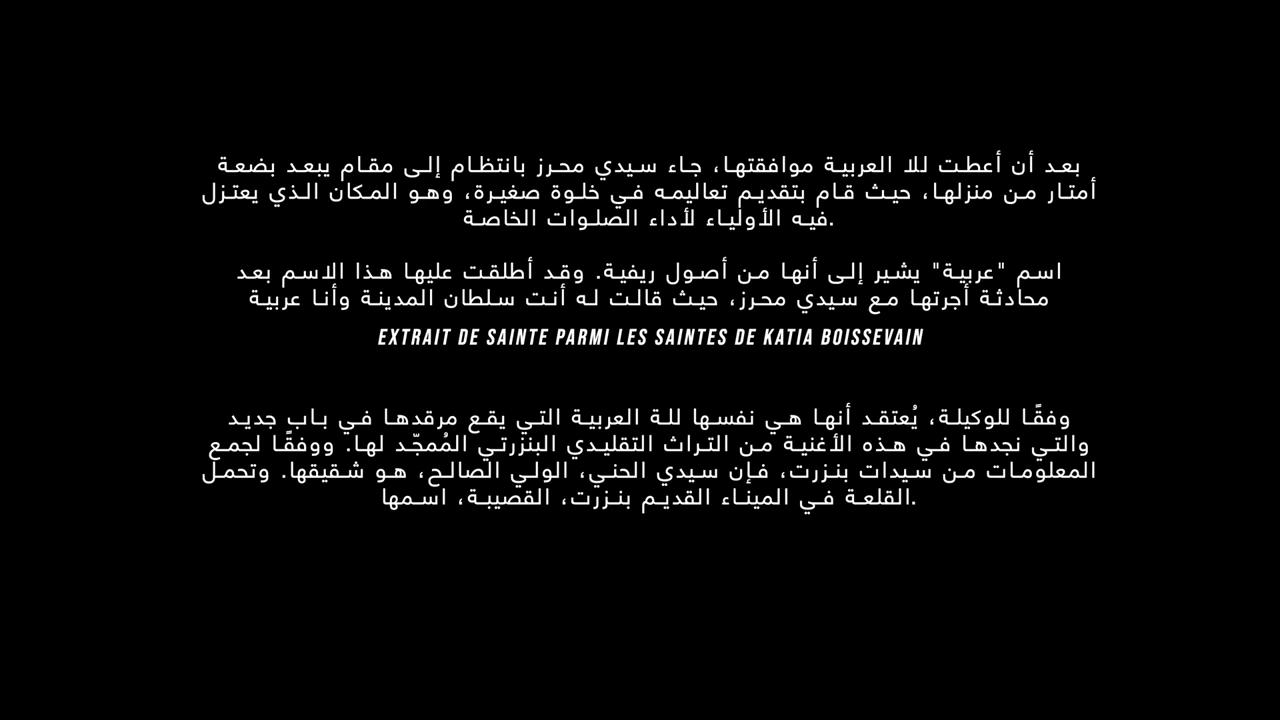 بعد أن أعطت للا العربية موافقتها، جاء سيدي محرز بانتظام إلى مقام يبعد بضعة
أمتار من منزلها، حيث قام بتقديم تعاليمه في خلوة صغيرة، وهو المكان الذي يعتزل
فيه الأولياء لأداء الصلوات الخاصة.
اسم "عربية" يشير إلى أنها من أصول ريفية. وقد أطلقت عليها هذا الاسم بعد
محادثة أجرتها مع سيدي محرز، حيث قالت له أنت سلطان المدينة وأنا عربية
EXTRAIT DE SAINTE PARMI LES SAINTES DE KATIA BOISSEVAIN
وفقًا للوكيلة، يُعتقد أنها هي نفسها للة العربية التي يقع مرقدها في باب جديد
والتي نجدها في هذه الأغنية من التراث التقليدي البنزرتي المُمجّد لها. ووفقًا لجمع
المعلومات من سيدات بنزرت، فإن سيدي الحني، الولي الصالح، هو شقيقها. وتحمل
القلعة في الميناء القديم بنزرت، القصيبة، اسمها.